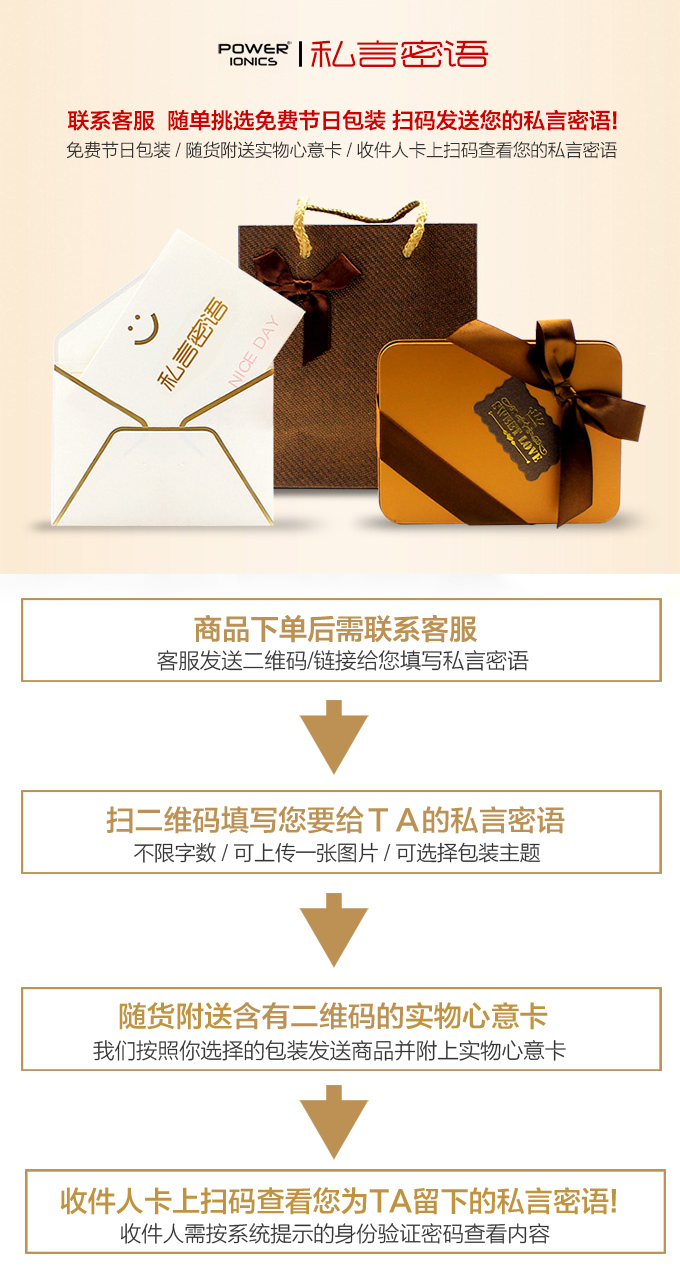 POWER IONICS® | 私言密语
联系客服 随单挑选免费节日包装 扫码发送您的私言密语!
免费节日包装 / 随货附送实物心意卡 / 收件人卡上扫码查看您的私言密语
私言密语
NICE DAY
SWEET LOVE
商品下单后需联系客服
客服发送二维码/链接给您填写私言密语
扫二维码填写您要给TA的私言密语
不限字数 / 可上传一张图片 / 可选择包装主题
随货附送含有二维码的实物心意卡
我们按照你选择的包装发送商品并附上实物心意卡
收件人卡上扫码查看您为TA留下的私言密语!
收件人需按系统提示的身份验证密码查看内容